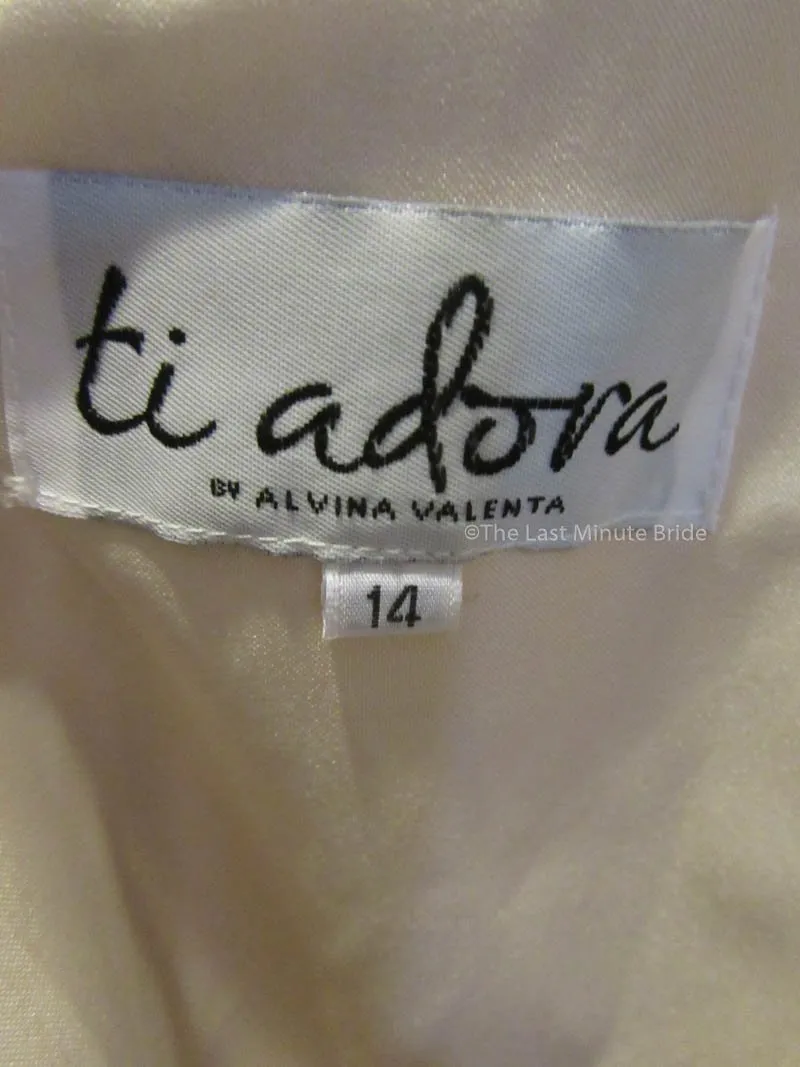 ti adora
BY ALVINA VALENTA
©The Last Minute Bride
14